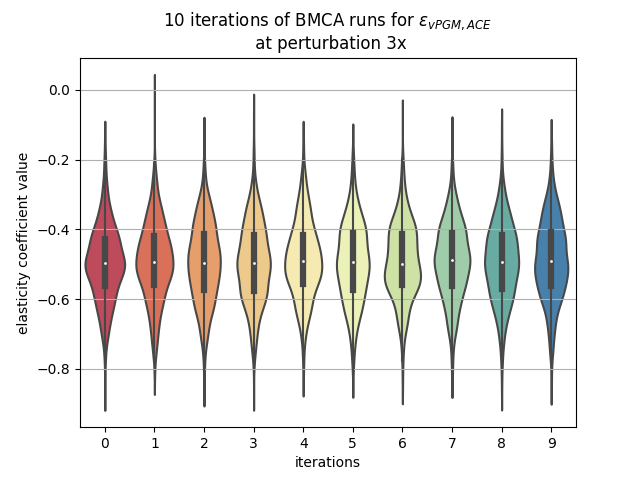 10 iterations of BMCA runs for ε_vPGM,ACE
at perturbation 3x
elasticity coefficient value
0.0
−0.2
−0.4
−0.6
−0.8
0 1 2 3 4 5 6 7 8 9
iterations